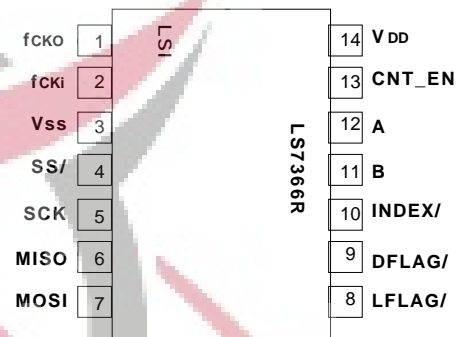 fCKO 1 LSI 14 VDD
fCKi 2 13 CNT_EN
Vss 3 12 A
SS/ 4 LS7366R 11 B
SCK 5 10 INDEX/
MISO 6 9 DFLAG/
MOSI 7 8 LFLAG/